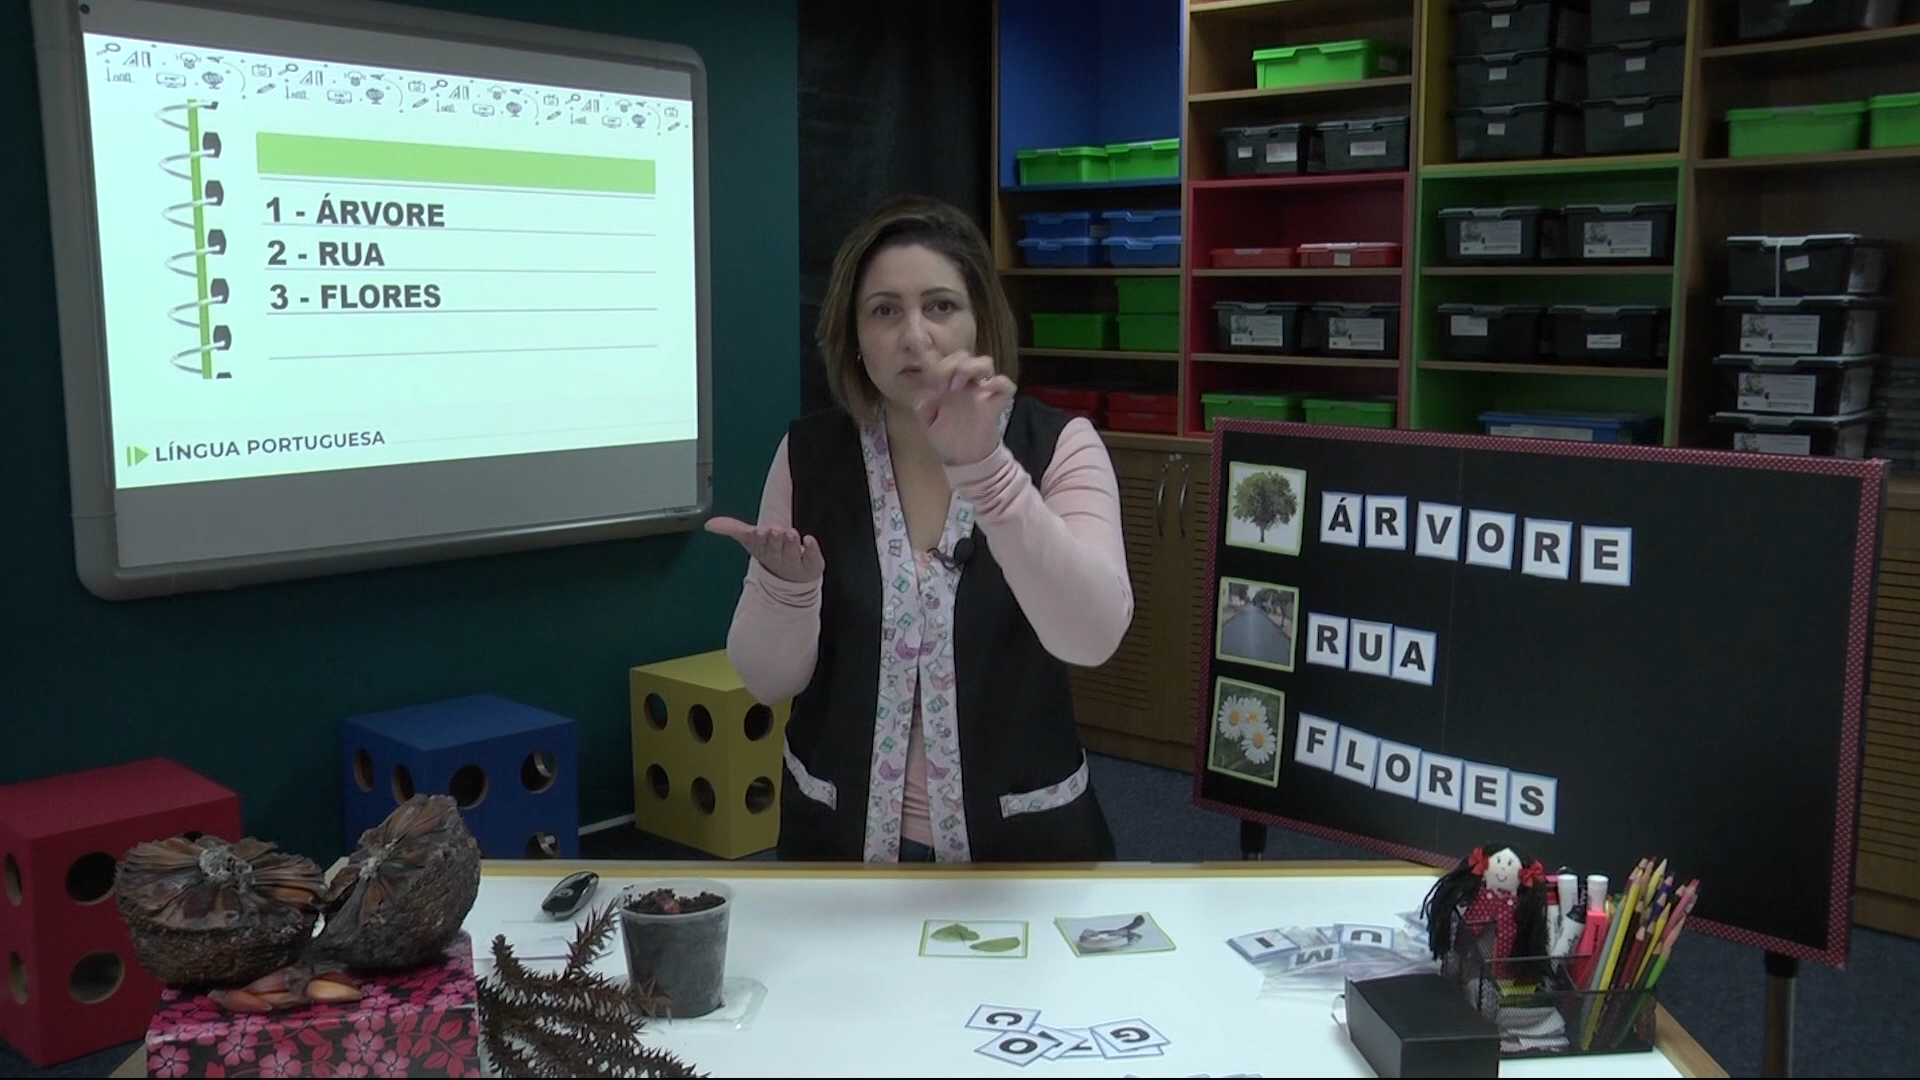 1 - ÁRVORE
2 - RUA
3 - FLORES
LÍNGUA PORTUGUESA
ÁRVORE
RUA
FLORES
I M U
C O G